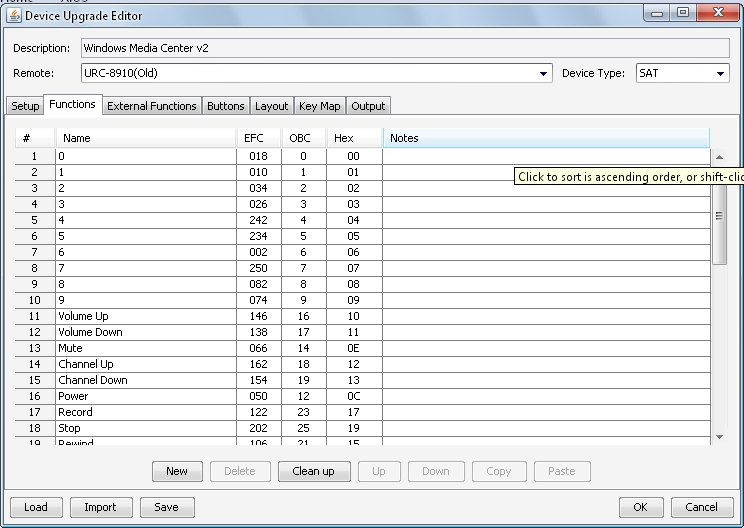 Device Upgrade Editor
Description: Windows Media Center v2
Remote: URC-8910(Old) Device Type: SAT
Setup Functions External Functions Buttons Layout Key Map Output
# Name EFC OBC Hex Notes
1 0 018 0 00
Click to sort is ascending order, or shift-clic
2 1 010 1 01
3 2 034 2 02
4 3 026 3 03
5 4 242 4 04
6 5 234 5 05
7 6 002 6 06
8 7 250 7 07
9 8 082 8 08
10 9 074 9 09
11 Volume Up 146 16 10
12 Volume Down 138 17 11
13 Mute 066 14 0E
14 Channel Up 162 18 12
15 Channel Down 154 19 13
16 Power 050 12 0C
17 Record 122 23 17
18 Stop 202 25 19
19 Rewind 106 21 15
New Delete Clean up Up Down Copy Paste
Load Import Save OK Cancel